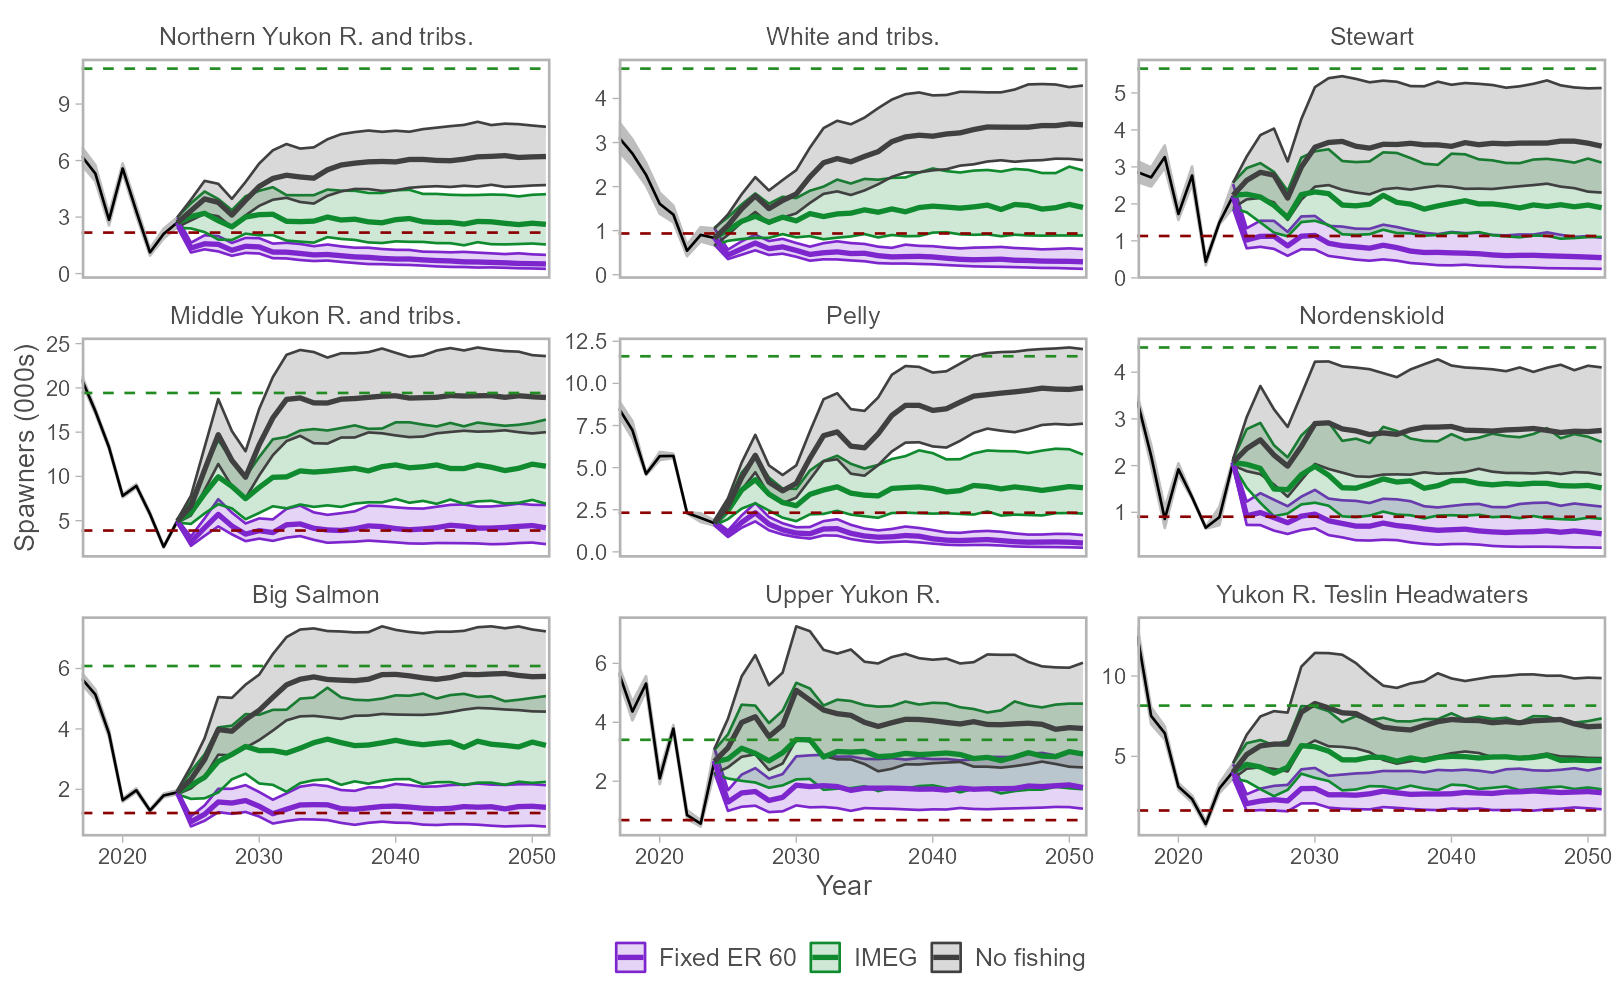 Northern Yukon R. and tribs.
White and tribs.
Stewart
9
6
3
0
4
3
2
1
0
5
4
3
2
1
0
Middle Yukon R. and tribs.
Pelly
Nordenskiold
25
20
15
10
5
12.5
10.0
7.5
5.0
2.5
0.0
4
3
2
1
Spawners (000s)
Big Salmon
Upper Yukon R.
Yukon R. Teslin Headwaters
6
4
2
6
4
2
10
5
2020 2030 2040 2050
2020 2030 2040 2050
2020 2030 2040 2050
Year
Fixed ER 60 IMEG No fishing